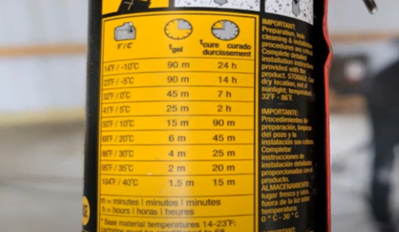 °F / °C tgel tcure curado durcissement
14°F / -10°C 90 m 24 h
23°F / -5°C 90 m 14 h
32°F / 0°C 45 m 7 h
41°F / 5°C 25 m 2 h
50°F / 10°C 15 m 90 m
68°F / 20°C 6 m 45 m
86°F / 30°C 4 m 25 m
95°F / 35°C 2 m 20 m
104°F / 40°C 1.5 m 15 m
m = minutes | minutos | minutes
h = hours | horas | heures
* Base material temperatures 14-23°F:
IMPORTANT:
Preparation, hole
cleaning & installation
procedures are
Complete detailed
installation instructions
provided with the
product. STORAGE:
dry location, out of
sunlight; temperature
32°F - 86°F.
IMPORTANTE:
Procedimientos de
preparación, limpieza
del pozo y la
instalación son
Completar
instrucciones de
instalación detallada
proporcionadas con el
producto.
ALMACENAMIENTO
lugar fresco y seco,
fuera de la luz solar
temperatura:
0°C - 30°C